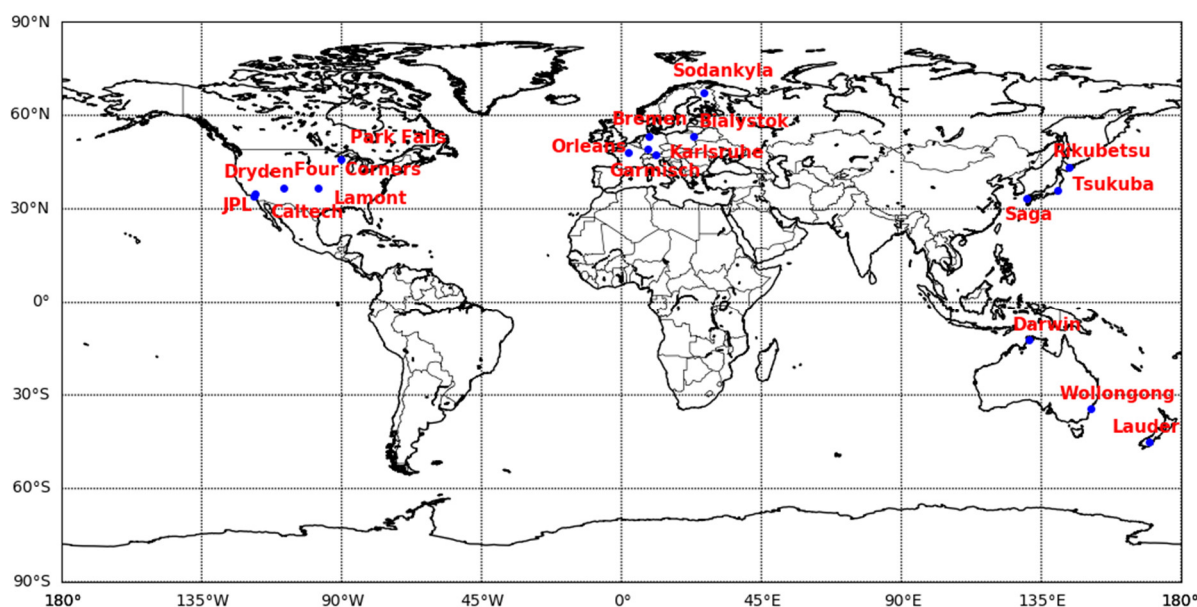 90°N
Sodankyla
60°N
Bremen Bialystok
Park Falls
Orleans Karlsruhe
Rikubetsu
Garmisch
Dryden Four Corners
Tsukuba
JPL Caltech Lamont
30°N
Saga
0°
Darwin
30°S
Wollongong
Lauder
60°S
90°S
180° 135°W 90°W 45°W 0° 45°E 90°E 135°E 180°